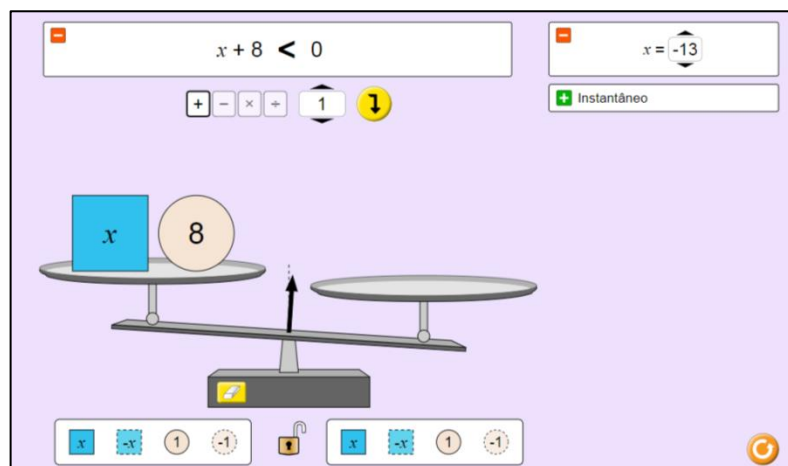 x + 8 < 0
x = -13
+ − × ÷ 1
Instantâneo
x 8
x -x 1 -1
x -x 1 -1